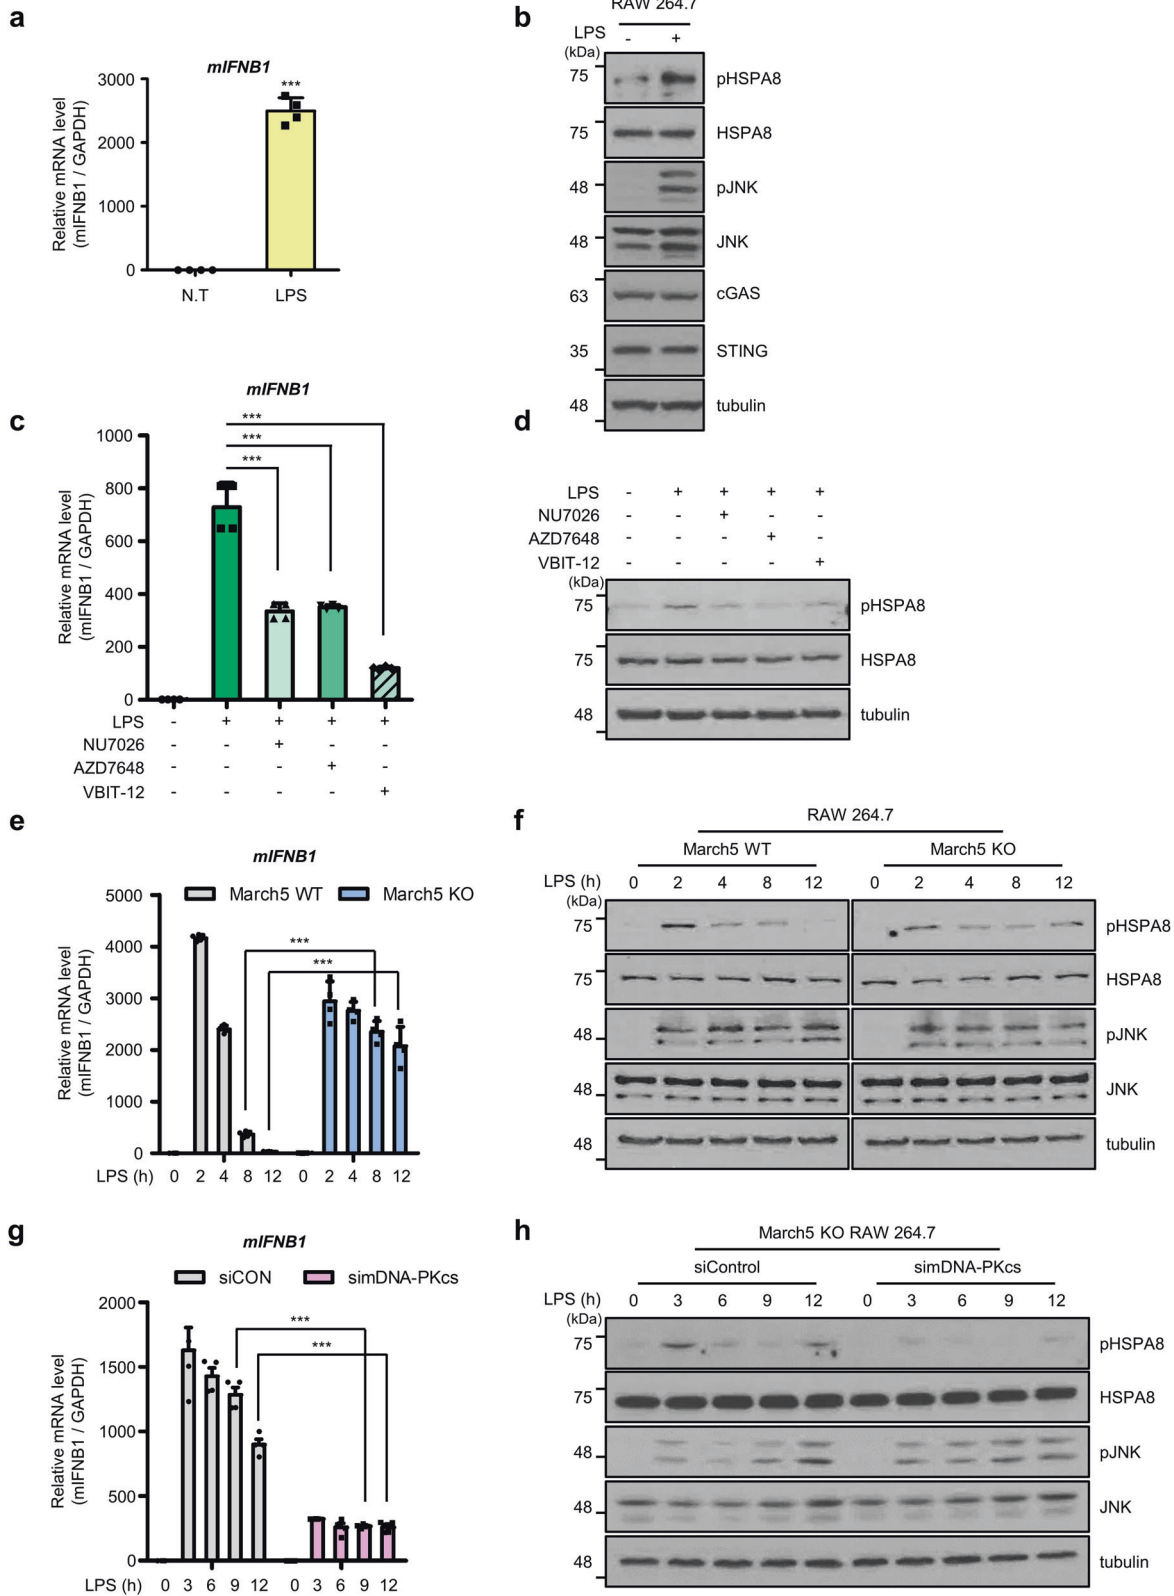 a
mIFNB1
Relative mRNA level
(mIFNB1 / GAPDH)
3000
2000
1000
0
N.T LPS
***
b
RAW 264.7
LPS - +
(kDa)
75 pHSPA8
75 HSPA8
48 pJNK
48 JNK
63 cGAS
35 STING
48 tubulin
c
mIFNB1
Relative mRNA level
(mIFNB1 / GAPDH)
1000
800
600
400
200
0
***
***
***
LPS - + + + +
NU7026 - - + - -
AZD7648 - - - + -
VBIT-12 - - - - +
d
LPS - + + + +
NU7026 - - + - -
AZD7648 - - - + -
VBIT-12 - - - - +
(kDa)
75 pHSPA8
75 HSPA8
48 tubulin
e
mIFNB1
March5 WT March5 KO
Relative mRNA level
(mIFNB1 / GAPDH)
5000
4000
3000
2000
1000
0
***
***
LPS (h) 0 2 4 8 12 0 2 4 8 12
f
RAW 264.7
March5 WT March5 KO
LPS (h) 0 2 4 8 12 0 2 4 8 12
(kDa)
75 pHSPA8
75 HSPA8
48 pJNK
48 JNK
48 tubulin
g
mIFNB1
siCON simDNA-PKcs
Relative mRNA level
(mIFNB1 / GAPDH)
2000
1500
1000
500
0
***
***
LPS (h) 0 3 6 9 12 0 3 6 9 12
h
March5 KO RAW 264.7
siControl simDNA-PKcs
LPS (h) 0 3 6 9 12 0 3 6 9 12
(kDa)
75 pHSPA8
75 HSPA8
48 pJNK
48 JNK
48 tubulin